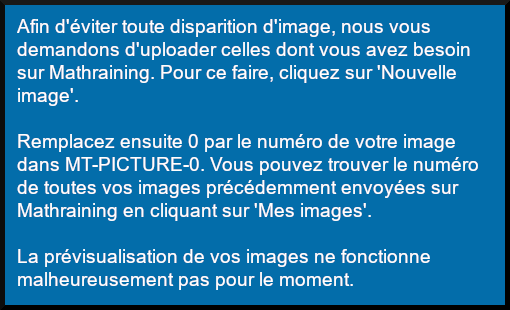 Afin d'éviter toute disparition d'image, nous vous
demandons d'uploader celles dont vous avez besoin
sur Mathraining. Pour ce faire, cliquez sur 'Nouvelle
image'.
Remplacez ensuite 0 par le numéro de votre image
dans MT-PICTURE-0. Vous pouvez trouver le numéro
de toutes vos images précédemment envoyées sur
Mathraining en cliquant sur 'Mes images'.
La prévisualisation de vos images ne fonctionne
malheureusement pas pour le moment.